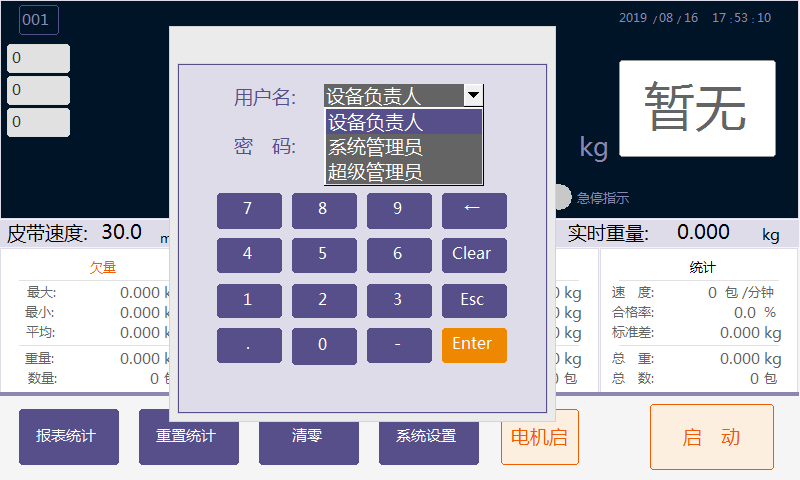 001
2019 / 08 / 16 17 : 53 : 10
0
0
0
暂无
kg
急停指示
用户名:
设备负责人
设备负责人
系统管理员
超级管理员
密 码:
7 8 9 ←
4 5 6 Clear
1 2 3 Esc
. 0 - Enter
皮带速度: 30.0 m
实时重量: 0.000 kg
欠量
最大: 0.000 k
最小: 0.000 k
平均: 0.000 k
重量: 0.000 k
数量: 0 包
00 kg
00 kg
00 kg
00 kg
0 包
统计
速 度: 0 包 /分钟
合格率: 0.0 %
标准差: 0.000 kg
总 重: 0.000 kg
总 数: 0 包
报表统计
重置统计
清零
系统设置
电机启
启 动